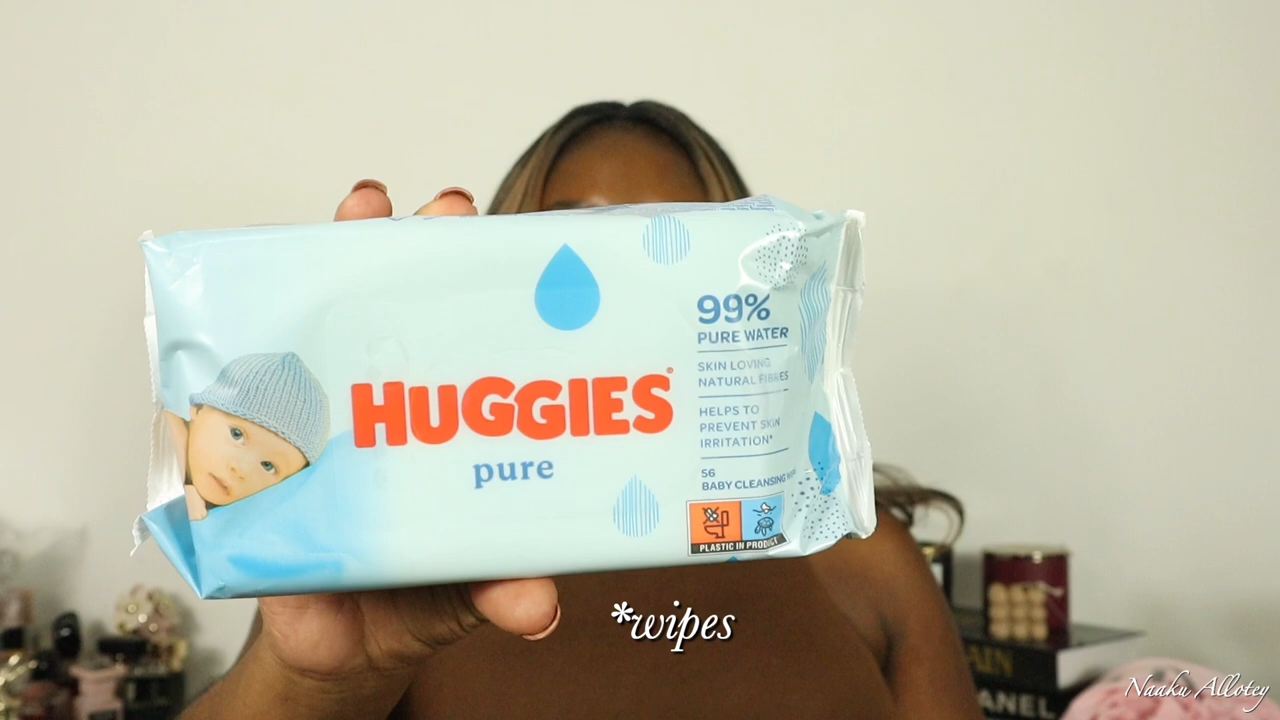 HUGGIES®
pure
99%
PURE WATER
SKIN LOVING
NATURAL FIBRES
HELPS TO
PREVENT SKIN
IRRITATION*
56
BABY CLEANSING
PLASTIC IN PRODUCT
*wipes
ANEL
Naaku Allotey